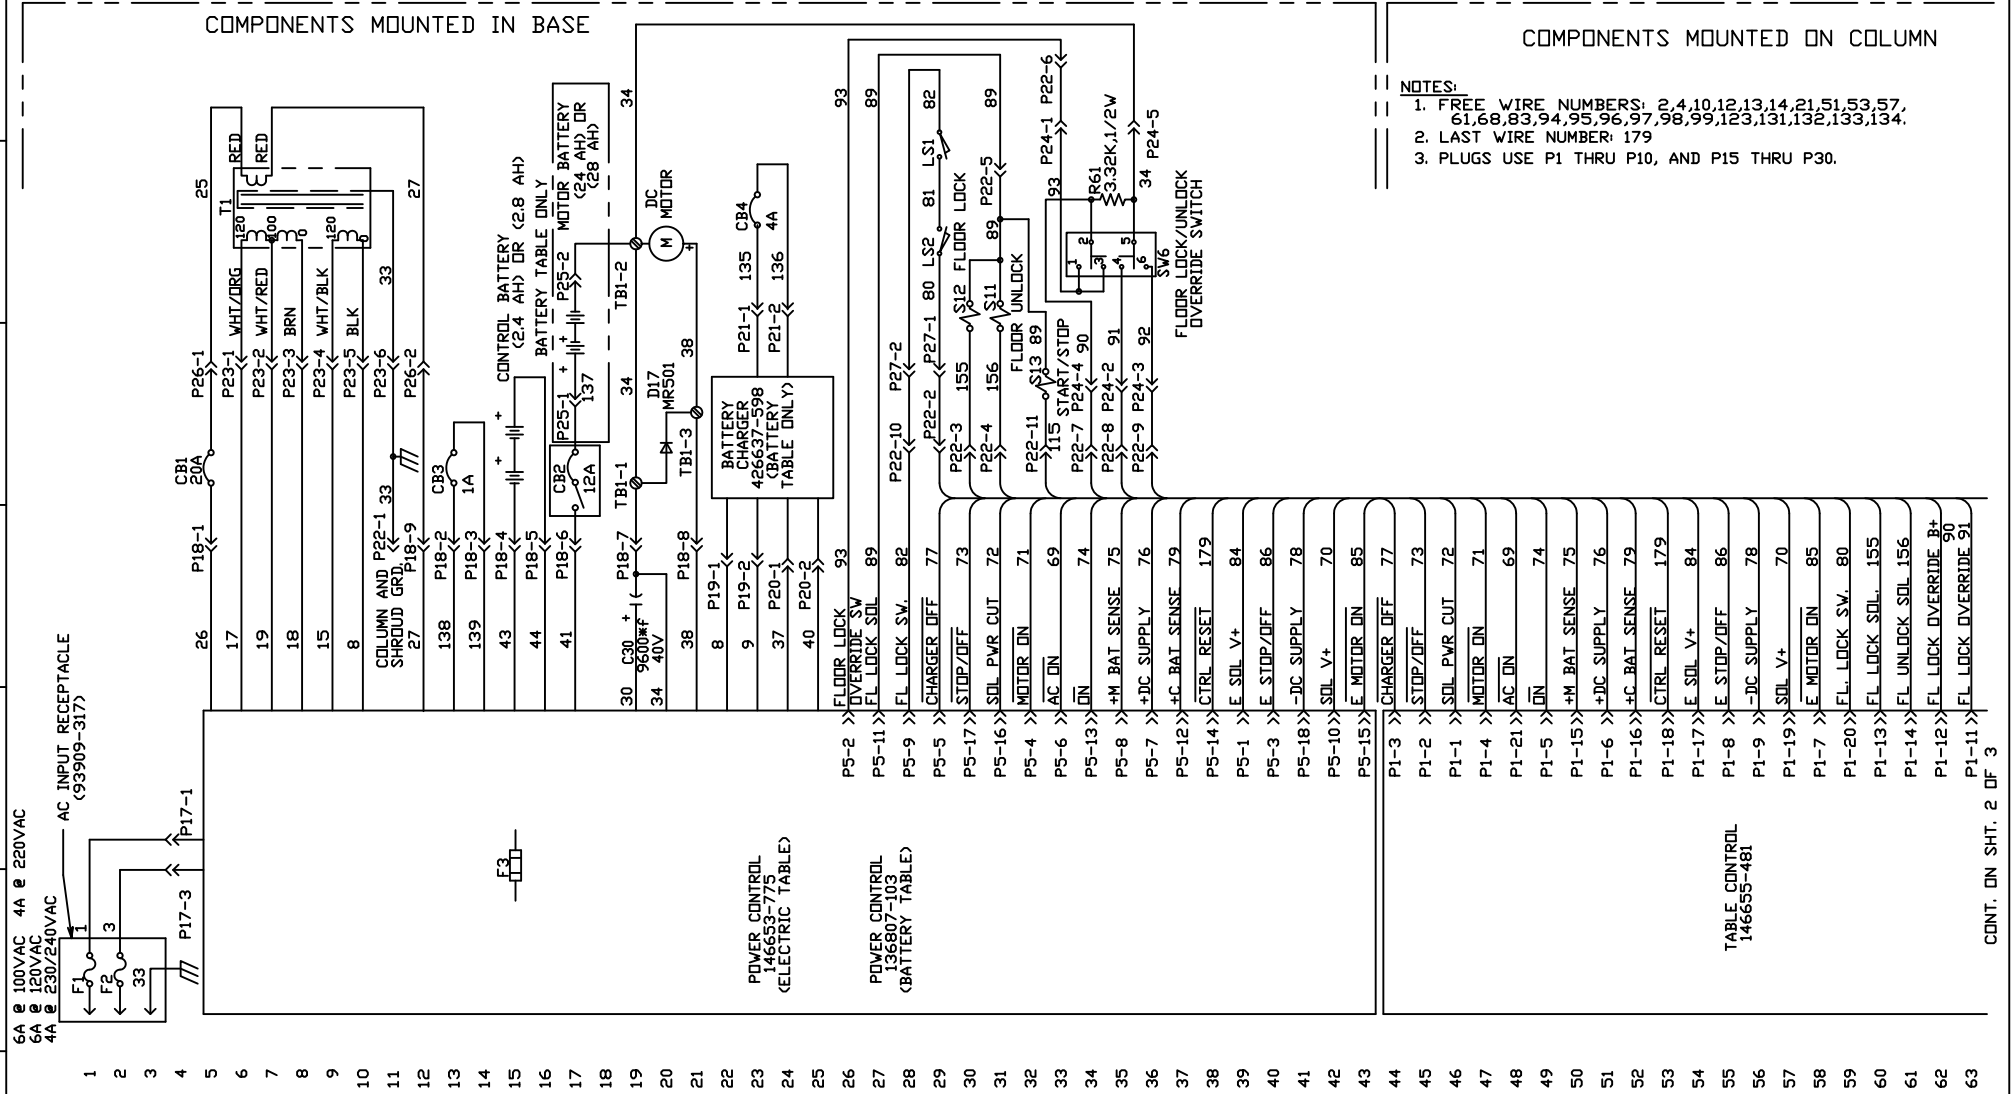 COMPONENTS MOUNTED IN BASE
COMPONENTS MOUNTED ON COLUMN
NOTES:
1. FREE WIRE NUMBERS: 2,4,10,12,13,14,21,51,53,57,
61,68,83,94,95,96,97,98,99,123,131,132,133,134.
2. LAST WIRE NUMBER: 179
3. PLUGS USE P1 THRU P10, AND P15 THRU P30.
6A @ 100VAC 4A @ 220VAC
6A @ 120VAC
4A @ 230/240VAC
AC INPUT RECEPTACLE
(93909-317)
F1
F2
33
1
3
P17-1
P17-3
F3
POWER CONTROL
146653-775
(ELECTRIC TABLE)
POWER CONTROL
136807-103
(BATTERY TABLE)
TABLE CONTROL
146655-481
CONT. ON SHT. 2 OF 3
26
P18-1
CB1
20A
P26-1
25
17
P23-1
WHT/ORG
RED
19
P23-2
WHT/RED
RED
18
P23-3
BRN
15
P23-4
WHT/BLK
8
P23-5
BLK
T1
120
100
0
120
0
COLUMN AND
SHROUD GRD.
P22-1
33
P23-6
33
27
P18-9
P26-2
27
138
P18-2
CB3
1A
139
P18-3
43
P18-4
+
+
44
P18-5
CONTROL BATTERY
(2.4 AH) OR (2.8 AH)
BATTERY TABLE ONLY
41
P18-6
CB2
12A
P25-1
137
+
+
P25-2
MOTOR BATTERY
(24 AH) OR
(28 AH)
30
C30 +
9600*f
40V
34
P18-7
TB1-1
34
TB1-2
34
DC
MOTOR
M
+
D17
MR501
38
P18-8
TB1-3
38
8
P19-1
9
P19-2
37
P20-1
40
P20-2
BATTERY
CHARGER
426637-598
(BATTERY
TABLE ONLY)
P21-1
135
P21-2
136
CB4
4A
93
89
P22-10
P27-2
P22-2
P27-1
80
LS2
81
LS1
82
P22-3
155
S12
FLOOR LOCK
P22-4
156
S11
FLOOR UNLOCK
89
P22-5
89
P22-11
115
S13
START/STOP
89
P22-7
P24-4
90
P22-8
P24-2
91
P22-9
P24-3
92
93
P24-1
P22-6
R61
3.32K,1/2W
34
P24-5
1
2
3
4
5
6
SW6
FLOOR LOCK/UNLOCK
OVERRIDE SWITCH
P5-2 FLOOR LOCK
OVERRIDE SW 93
P5-11 FL LOCK SOL 89
P5-9 FL LOCK SW. 82
P5-5 CHARGER OFF 77
P5-17 STOP/OFF 73
P5-16 SOL PWR CUT 72
P5-4 MOTOR ON 71
P5-6 AC ON 69
P5-13 ON 74
P5-8 +M BAT SENSE 75
P5-7 +DC SUPPLY 76
P5-12 +C BAT SENSE 79
P5-14 CTRL RESET 179
P5-1 E SOL V+ 84
P5-3 E STOP/OFF 86
P5-18 -DC SUPPLY 78
P5-10 SOL V+ 70
P5-15 E MOTOR ON 85
P1-3 CHARGER OFF 77
P1-2 STOP/OFF 73
P1-1 SOL PWR CUT 72
P1-4 MOTOR ON 71
P1-21 AC ON 69
P1-5 ON 74
P1-15 +M BAT SENSE 75
P1-6 +DC SUPPLY 76
P1-16 +C BAT SENSE 79
P1-18 CTRL RESET 179
P1-17 E SOL V+ 84
P1-8 E STOP/OFF 86
P1-9 -DC SUPPLY 78
P1-19 SOL V+ 70
P1-7 E MOTOR ON 85
P1-20 FL. LOCK SW. 80
P1-13 FL LOCK SOL. 155
P1-14 FL UNLOCK SOL 156
P1-12 FL LOCK OVERRIDE B+
90
P1-11 FL LOCK OVERRIDE 91
1
2
3
4
5
6
7
8
9
10
11
12
13
14
15
16
17
18
19
20
21
22
23
24
25
26
27
28
29
30
31
32
33
34
35
36
37
38
39
40
41
42
43
44
45
46
47
48
49
50
51
52
53
54
55
56
57
58
59
60
61
62
63